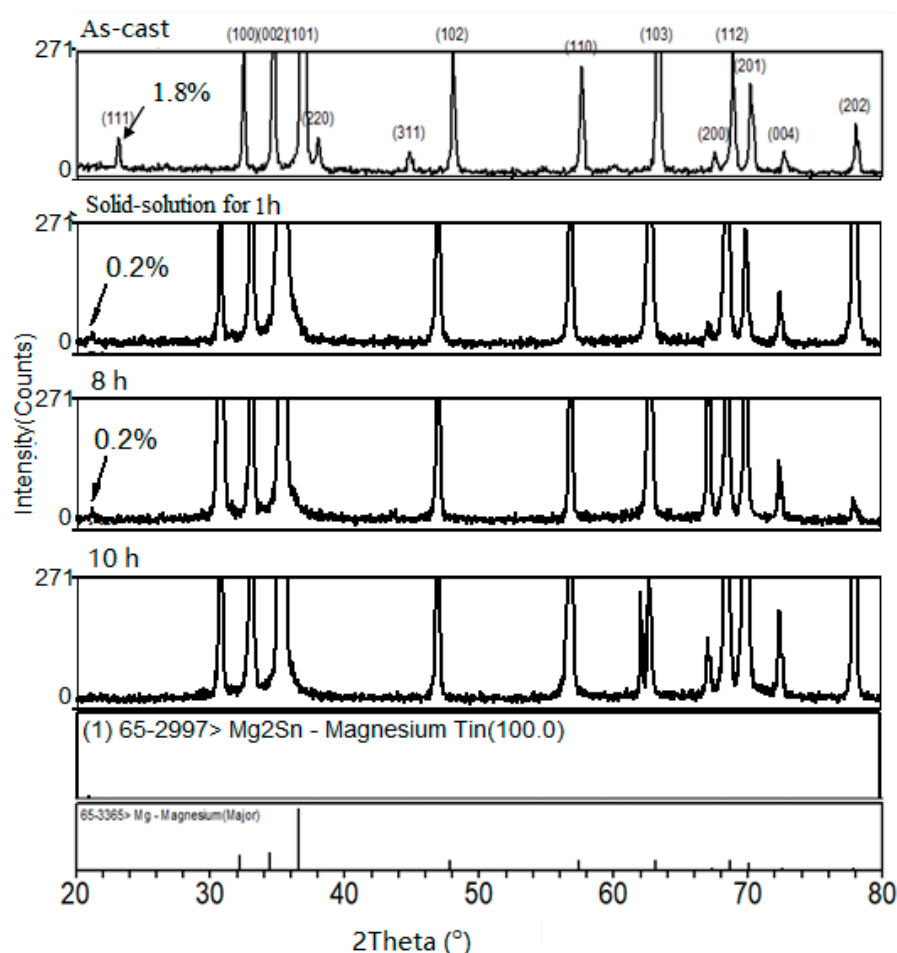 As-cast
271
(100)(002)(101)
(102)
(103)
(112)
(110)
(201)
1.8%
(111)
(220)
(311)
(200)
(004)
(202)
0
Solid-solution for 1h
271
0.2%
0
8 h
271
0.2%
0
10 h
271
0
Intensity(Counts)
(1) 65-2997> Mg2Sn - Magnesium Tin(100.0)
65-3365> Mg - Magnesium(Major)
20 30 40 50 60 70 80
2Theta (°)